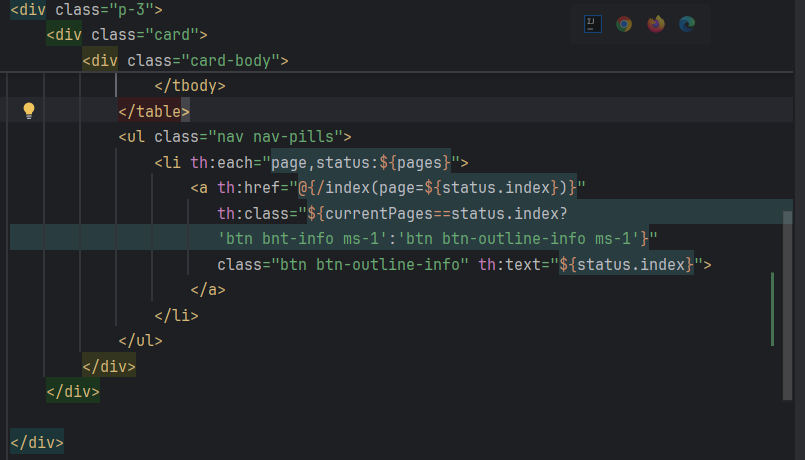 <div class="p-3">
<div class="card">
<div class="card-body">
</tbody>
</table>
<ul class="nav nav-pills">
<li th:each="page,status:${pages}">
<a th:href="@{/index(page=${status.index})}"
th:class="${currentPages==status.index?
'btn bnt-info ms-1':'btn btn-outline-info ms-1'}"
class="btn btn-outline-info" th:text="${status.index}">
</a>
</li>
</ul>
</div>
</div>
</div>